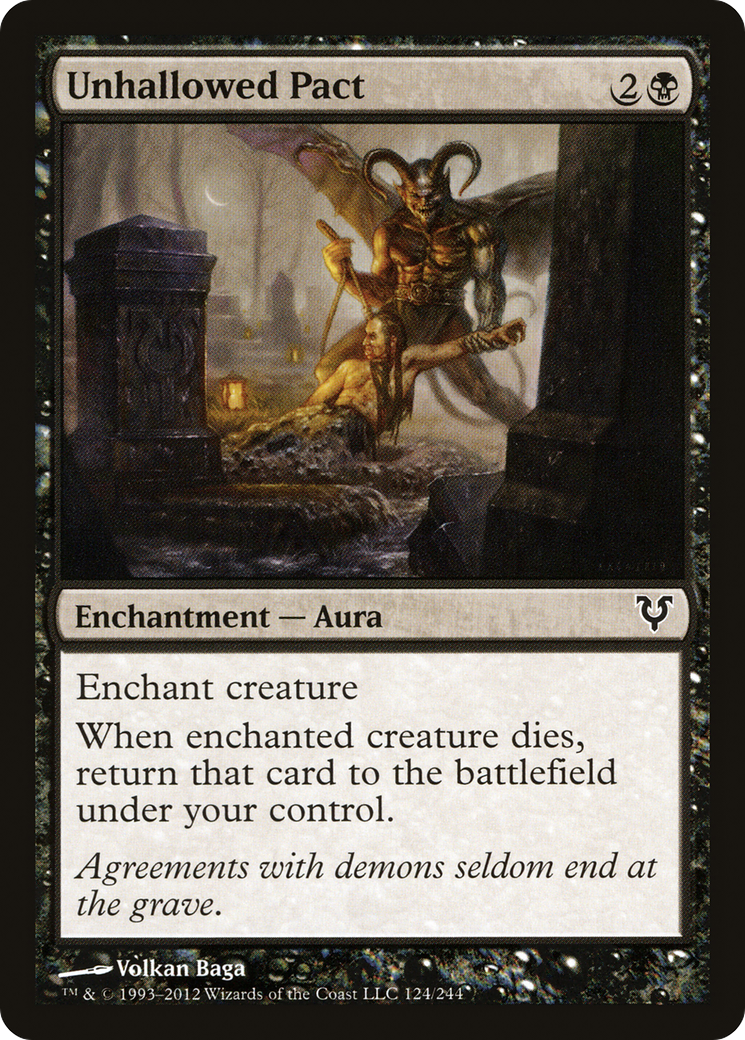 Unhallowed Pact 2
Enchantment — Aura
Enchant creature
When enchanted creature dies,
return that card to the battlefield
under your control.
Agreements with demons seldom end at
the grave.
Volkan Baga
™ & © 1993–2012 Wizards of the Coast LLC 124/244